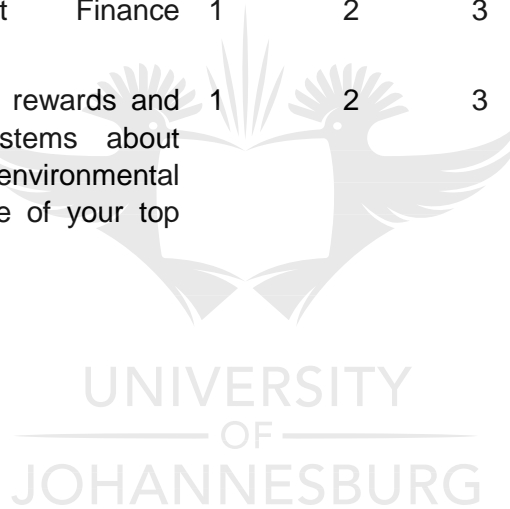 t Finance 1 2 3
rewards and 1 2 3
stems about
environmental
e of your top
UNIVERSITY
OF
JOHANNESBURG